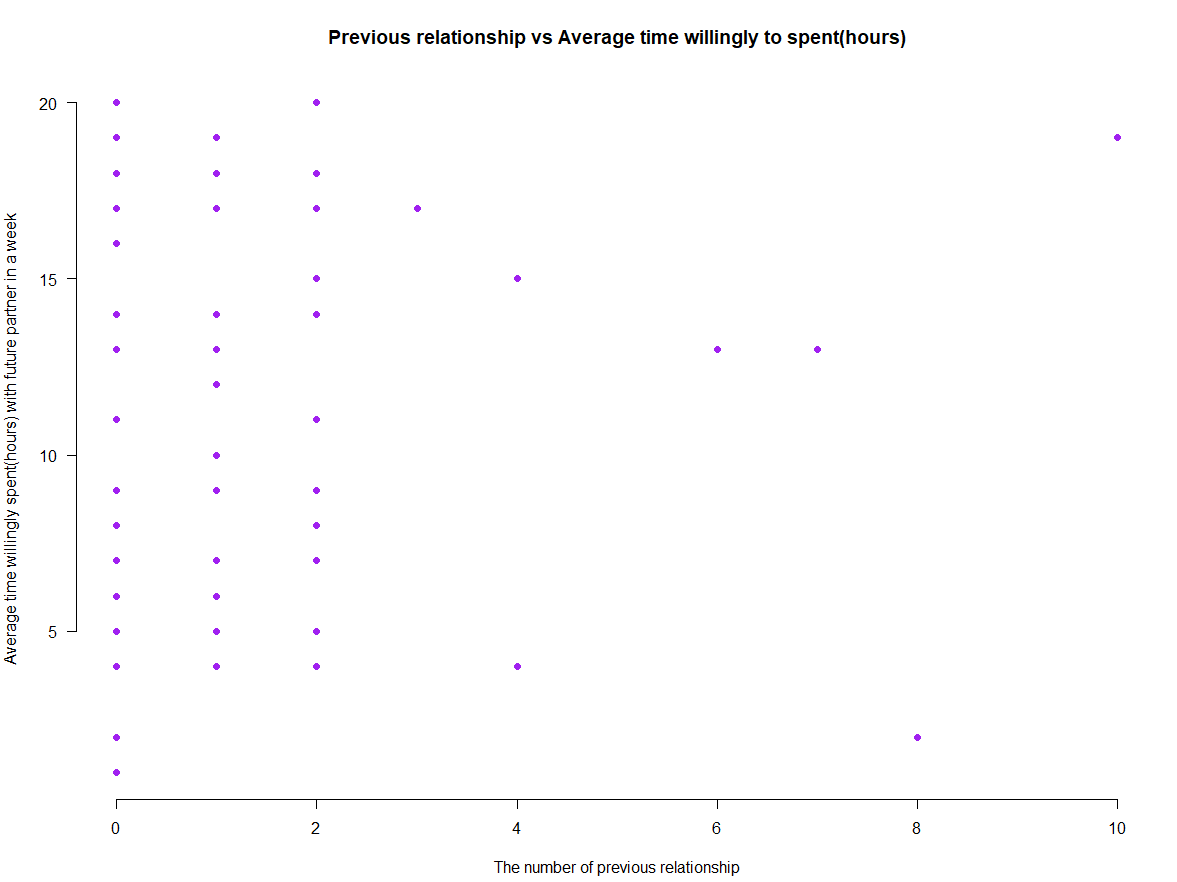 Previous relationship vs Average time willingly to spent(hours)
Average time willingly spent(hours) with future partner in a week
20
15
10
5
0 2 4 6 8 10
The number of previous relationship